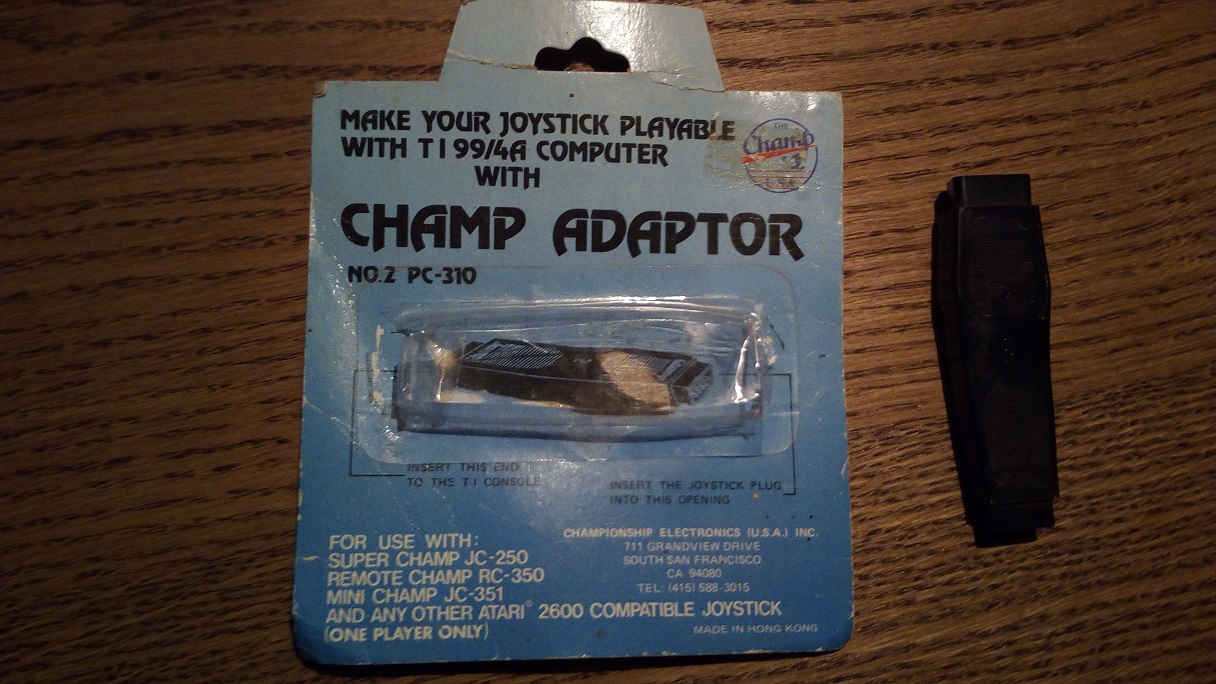 MAKE YOUR JOYSTICK PLAYABLE
WITH TI 99/4A COMPUTER
WITH
THE
Champ
CHAMP ADAPTOR
NO.2 PC-310
INSERT THIS END
TO THS TI CONSOLE
INSERT THE JOYSTICK PLUG
INTO THIS OPENING
FOR USE WITH:
SUPER CHAMP JC-250
REMOTE CHAMP RC-350
MINI CHAMP JC-351
AND ANY OTHER ATARI® 2600 COMPATIBLE JOYSTICK
(ONE PLAYER ONLY)
CHAMPIONSHIP ELECTRONICS (U.S.A.) INC.
711 GRANDVIEW DRIVE
SOUTH SAN FRANCISCO
CA 94080
TEL: (415) 588-3015
MADE IN HONG KONG